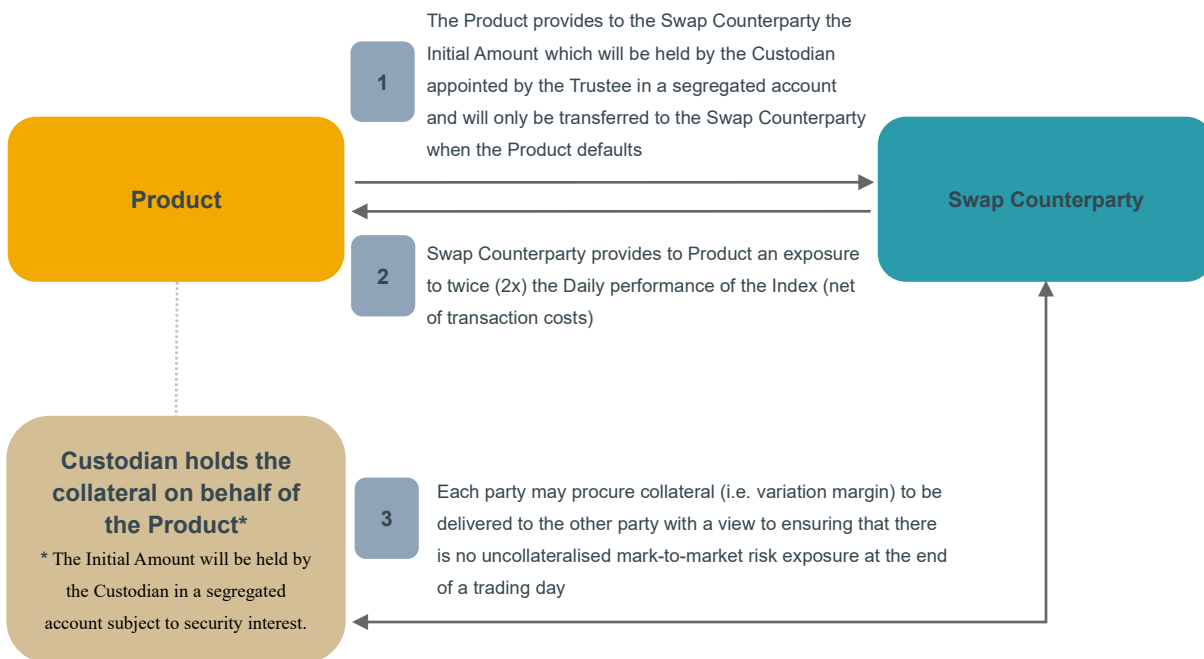 The Product provides to the Swap Counterparty the
Initial Amount which will be held by the Custodian
1
appointed by the Trustee in a segregated account
and will only be transferred to the Swap Counterparty
when the Product defaults
Product
Swap Counterparty
2
Swap Counterparty provides to Product an exposure
to twice (2x) the Daily performance of the Index (net
of transaction costs)
Custodian holds the
collateral on behalf of
the Product*
* The Initial Amount will be held by
the Custodian in a segregated
account subject to security interest.
3
Each party may procure collateral (i.e. variation margin) to be
delivered to the other party with a view to ensuring that there
is no uncollateralised mark-to-market risk exposure at the end
of a trading day